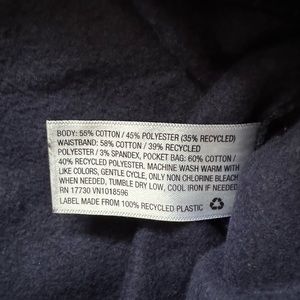 BODY: 55% COTTON / 45% POLYESTER (35% RECYCLED)
WAISTBAND: 58% COTTON / 39% RECYCLED
POLYESTER / 3% SPANDEX, POCKET BAG: 60% COTTON /
40% RECYCLED POLYESTER. MACHINE WASH WARM WITH
LIKE COLORS, GENTLE CYCLE, ONLY NON CHLORINE BLEACH
WHEN NEEDED, TUMBLE DRY LOW, COOL IRON IF NEEDED
RN 17730 VN1018596
LABEL MADE FROM 100% RECYCLED PLASTIC